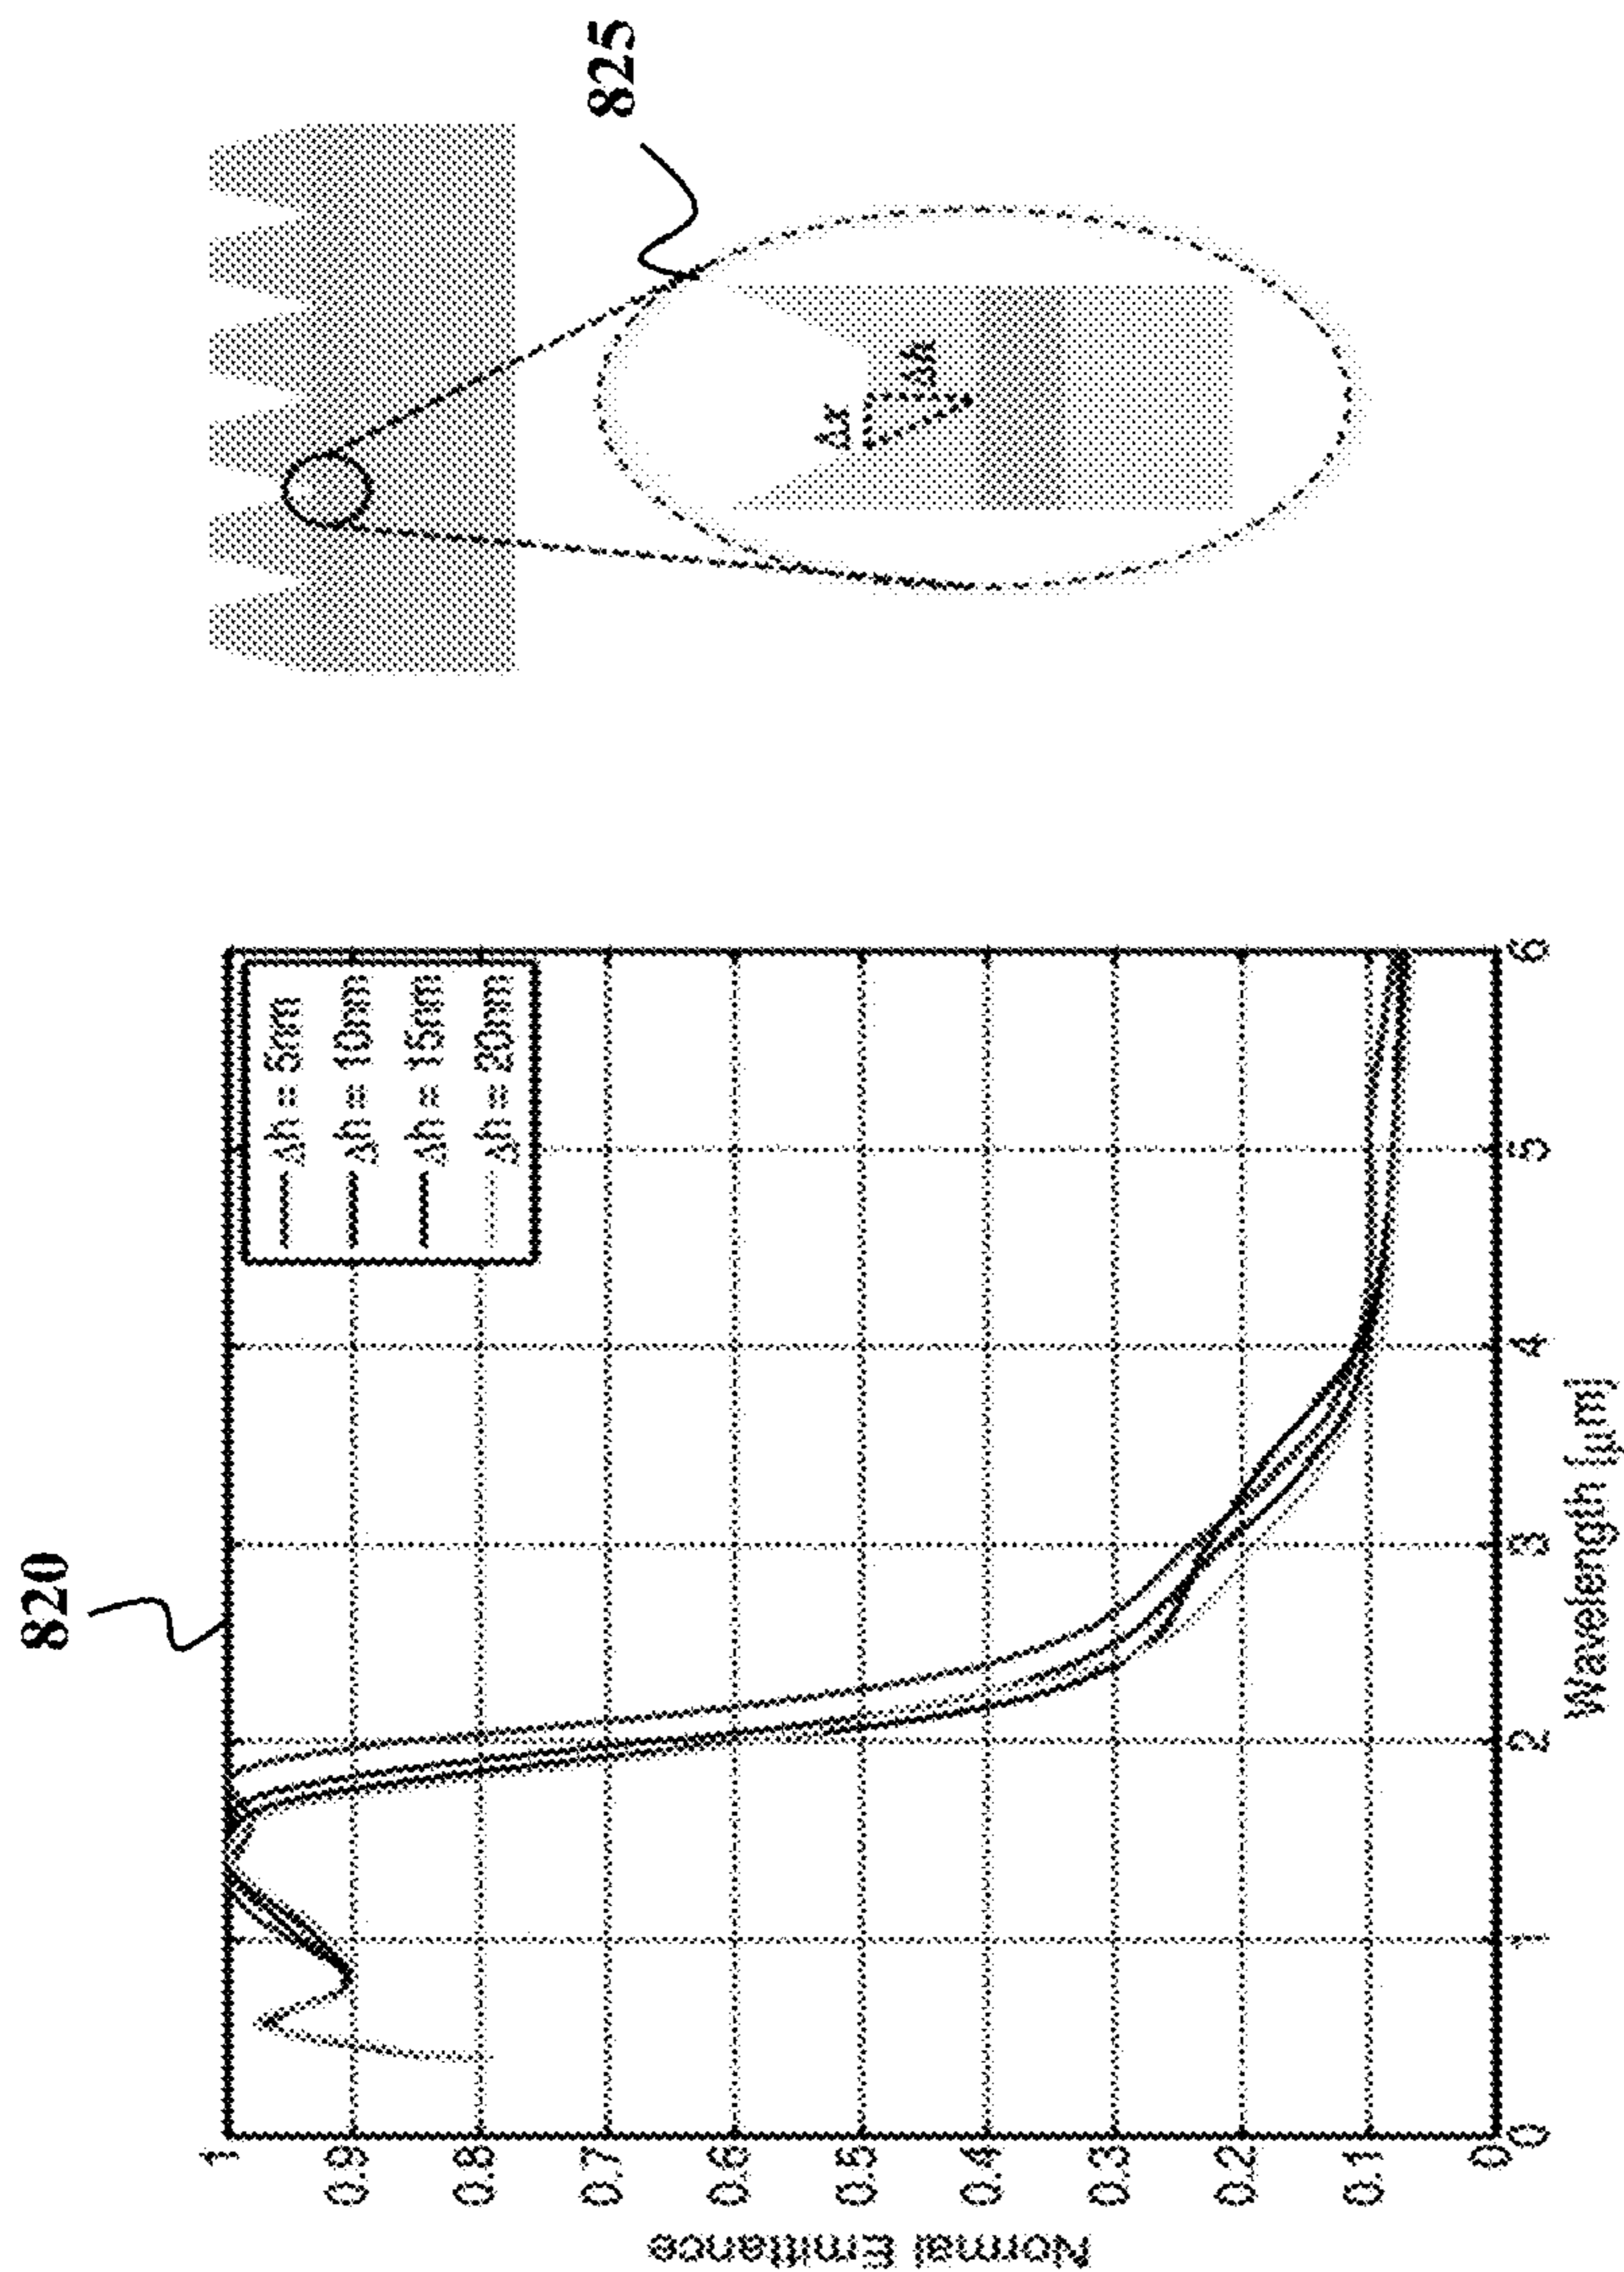 820
Normal Emittance
1
0.9
0.8
0.7
0.6
0.5
0.4
0.3
0.2
0.1
0
0 1 2 3 4 5 6
Wavelength [μm]
Δh = 5nm
Δh = 10nm
Δh = 15nm
Δh = 20nm
825
Δx
Δh